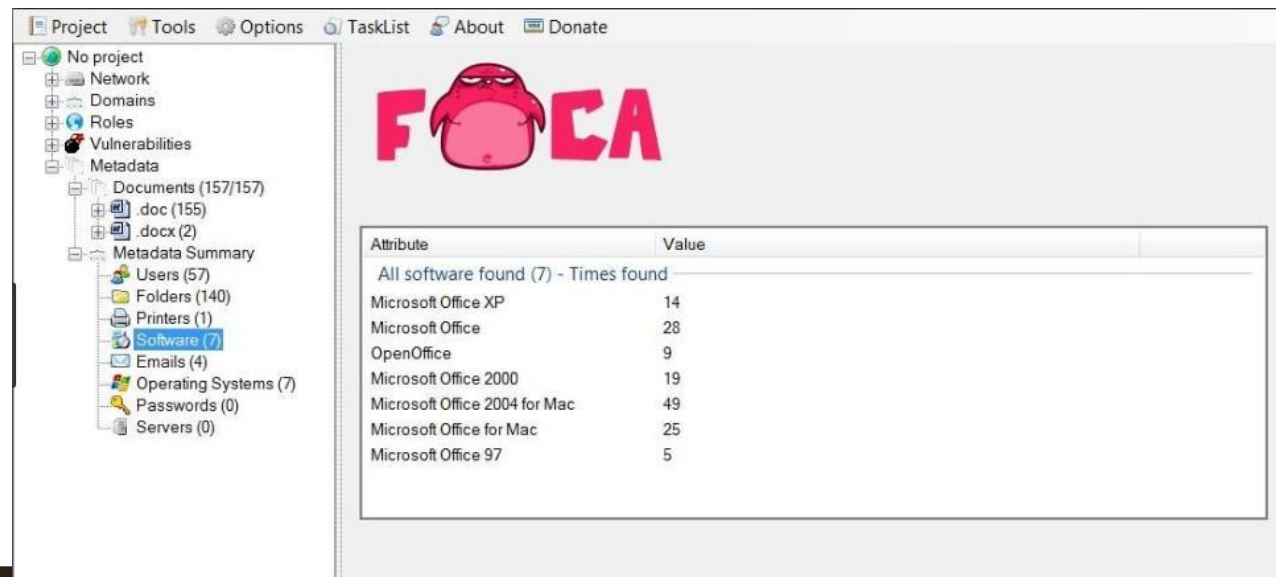 Project Tools Options TaskList About Donate
No project
Network
Domains
Roles
Vulnerabilities
Metadata
Documents (157/157)
.doc (155)
.docx (2)
Metadata Summary
Users (57)
Folders (140)
Printers (1)
Software (7)
Emails (4)
Operating Systems (7)
Passwords (0)
Servers (0)
FOCA
Attribute Value
All software found (7) - Times found
Microsoft Office XP 14
Microsoft Office 28
OpenOffice 9
Microsoft Office 2000 19
Microsoft Office 2004 for Mac 49
Microsoft Office for Mac 25
Microsoft Office 97 5